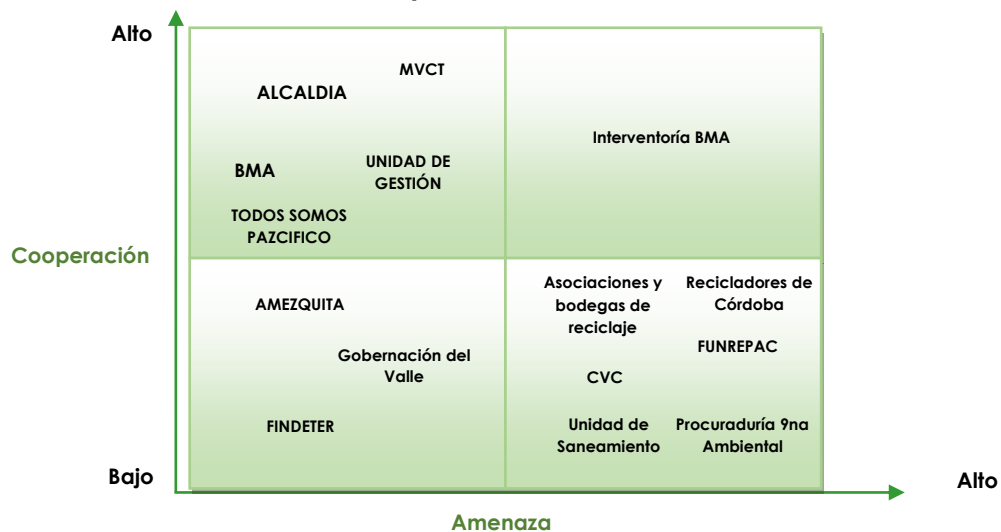 Alto
MVCT
ALCALDIA
Interventoría BMA
BMA
UNIDAD DE
GESTIÓN
TODOS SOMOS
PAZCIFICO
Cooperación
AMEZQUITA
Gobernación del
Valle
FINDETER
Asociaciones y
bodegas de
reciclaje
Recicladores de
Córdoba
FUNREPAC
CVC
Unidad de
Saneamiento
Procuraduría 9na
Ambiental
Bajo
Alto
Amenaza